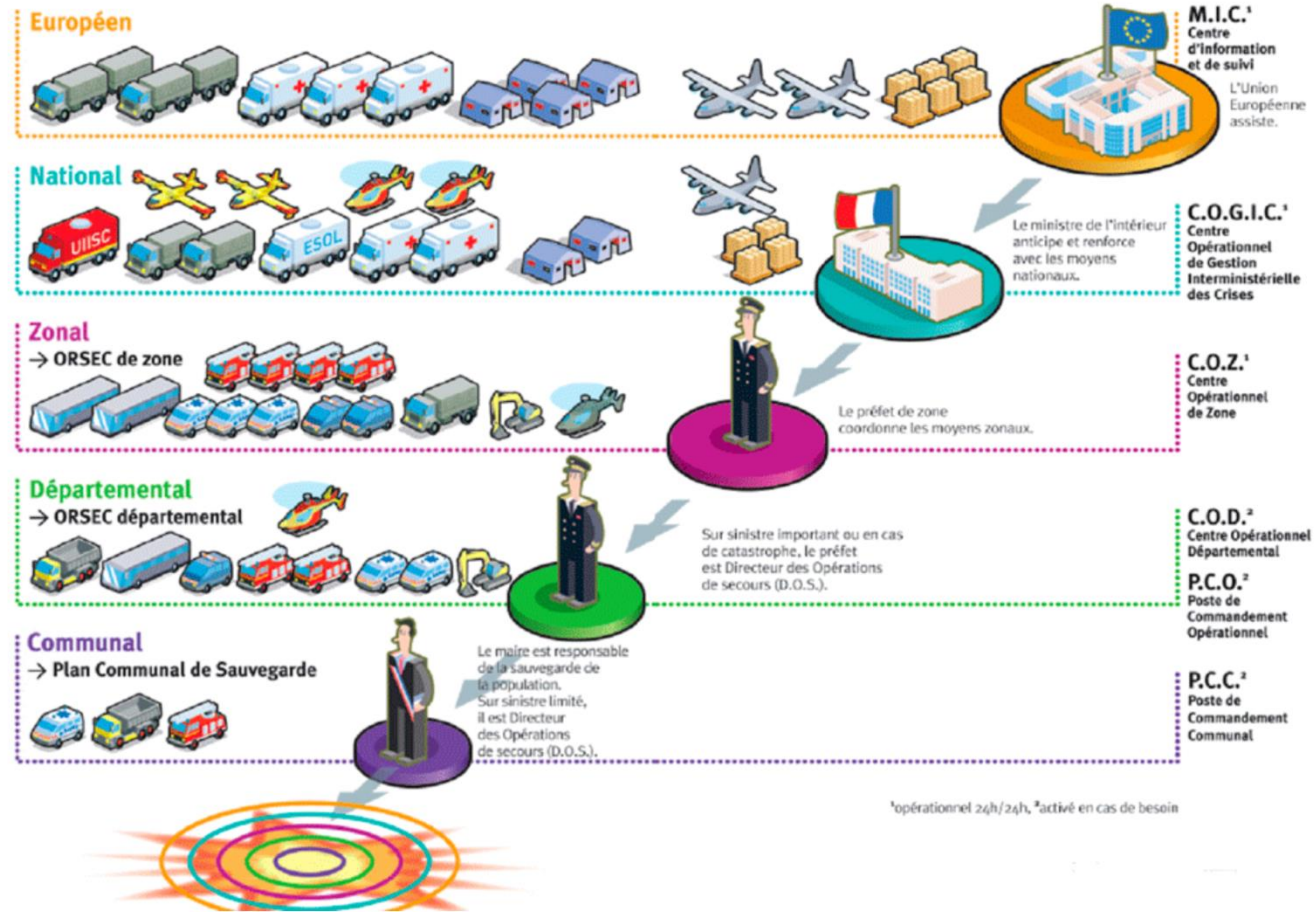 Européen
M.I.C.¹
Centre
d'Information
et de suivi
L'Union
Européenne
assiste.
National
UIISC
ESOL
Le ministre de l'intérieur
anticipe et renforce
avec les moyens
nationaux.
C.O.G.I.C.¹
Centre
Opérationnel
de Gestion
Interministérielle
des Crises
Zonal
→ ORSEC de zone
Le préfet de zone
coordonne les moyens zonaux.
C.O.Z.¹
Centre
Opérationnel
de Zone
Départemental
→ ORSEC départemental
Sur sinistre important ou en cas
de catastrophe, le préfet
est Directeur des Opérations
de secours (D.O.S.).
C.O.D.²
Centre Opérationnel
Départemental
P.C.O.²
Poste de
Commandement
Opérationnel
Communal
→ Plan Communal de Sauvegarde
Le maire est responsable
de la sauvegarde de
la population.
Sur sinistre limité,
il est Directeur
des Opérations
de secours (D.O.S.).
P.C.C.²
Poste de
Commandement
Communal
¹opérationnel 24h/24h, ²activé en cas de besoin